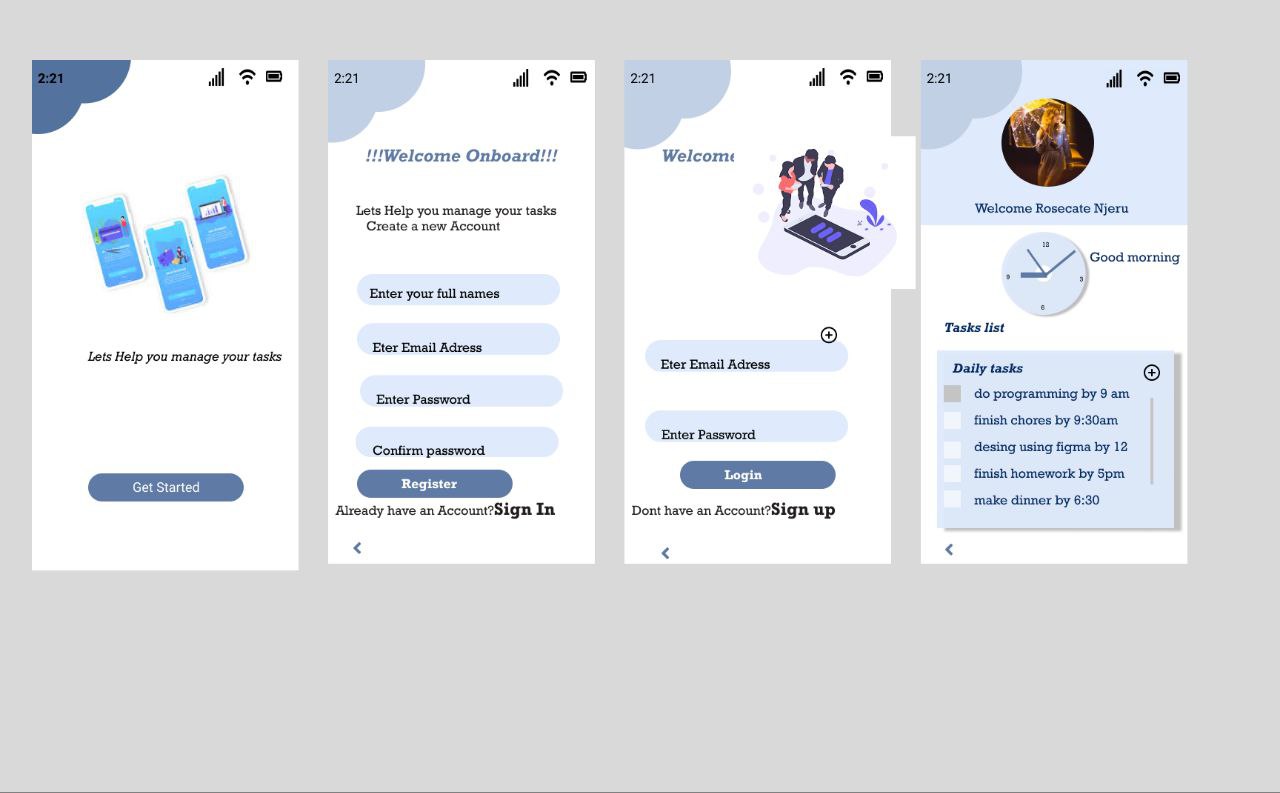 2:21
Lets Help you manage your tasks
Get Started
2:21
!!!Welcome Onboard!!!
Lets Help you manage your tasks
Create a new Account
Enter your full names
Eter Email Adress
Enter Password
Confirm password
Register
Already have an Account?Sign In
2:21
Welcome
Eter Email Adress
Enter Password
Login
Dont have an Account?Sign up
2:21
Welcome Rosecate Njeru
12
9
3
6
Good morning
Tasks list
Daily tasks
do programming by 9 am
finish chores by 9:30am
desing using figma by 12
finish homework by 5pm
make dinner by 6:30